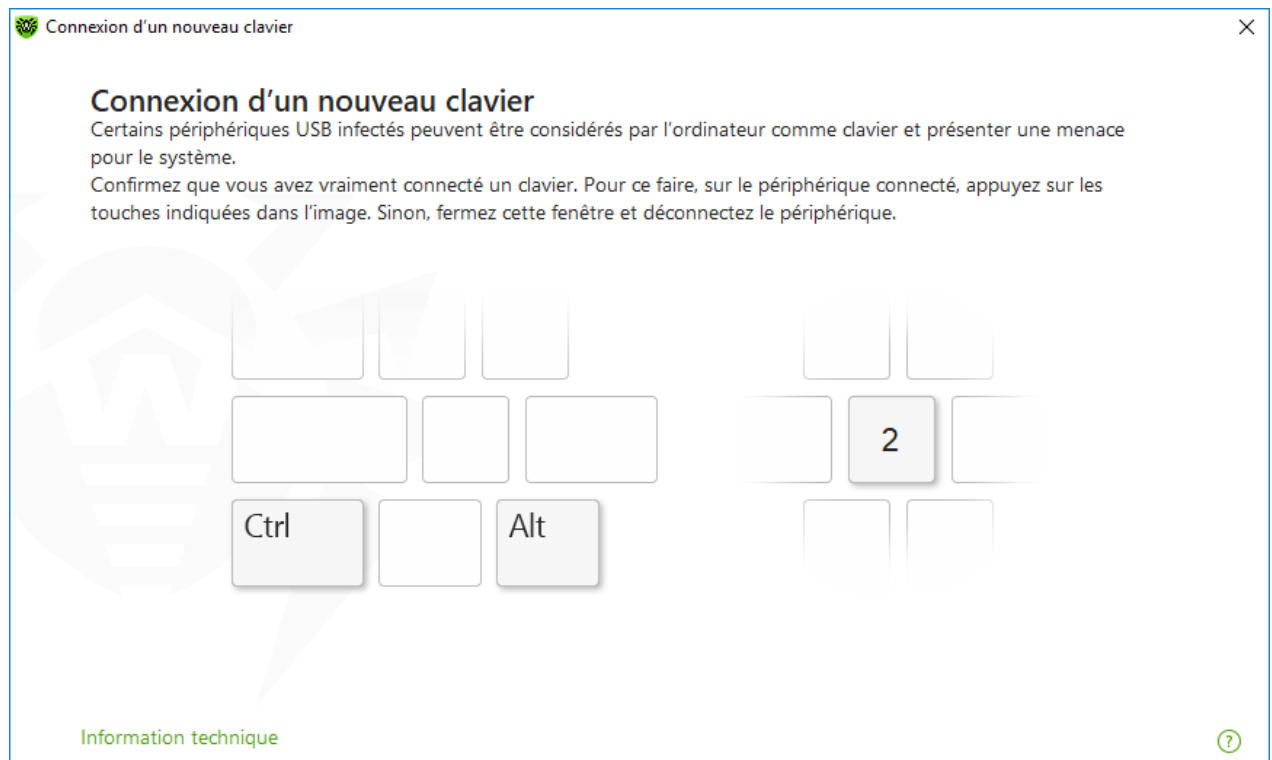 Connexion d’un nouveau clavier
Connexion d’un nouveau clavier
Certains périphériques USB infectés peuvent être considérés par l’ordinateur comme clavier et présenter une menace
pour le système.
Confirmez que vous avez vraiment connecté un clavier. Pour ce faire, sur le périphérique connecté, appuyez sur les
touches indiquées dans l’image. Sinon, fermez cette fenêtre et déconnectez le périphérique.
2
Ctrl
Alt
Information technique
?